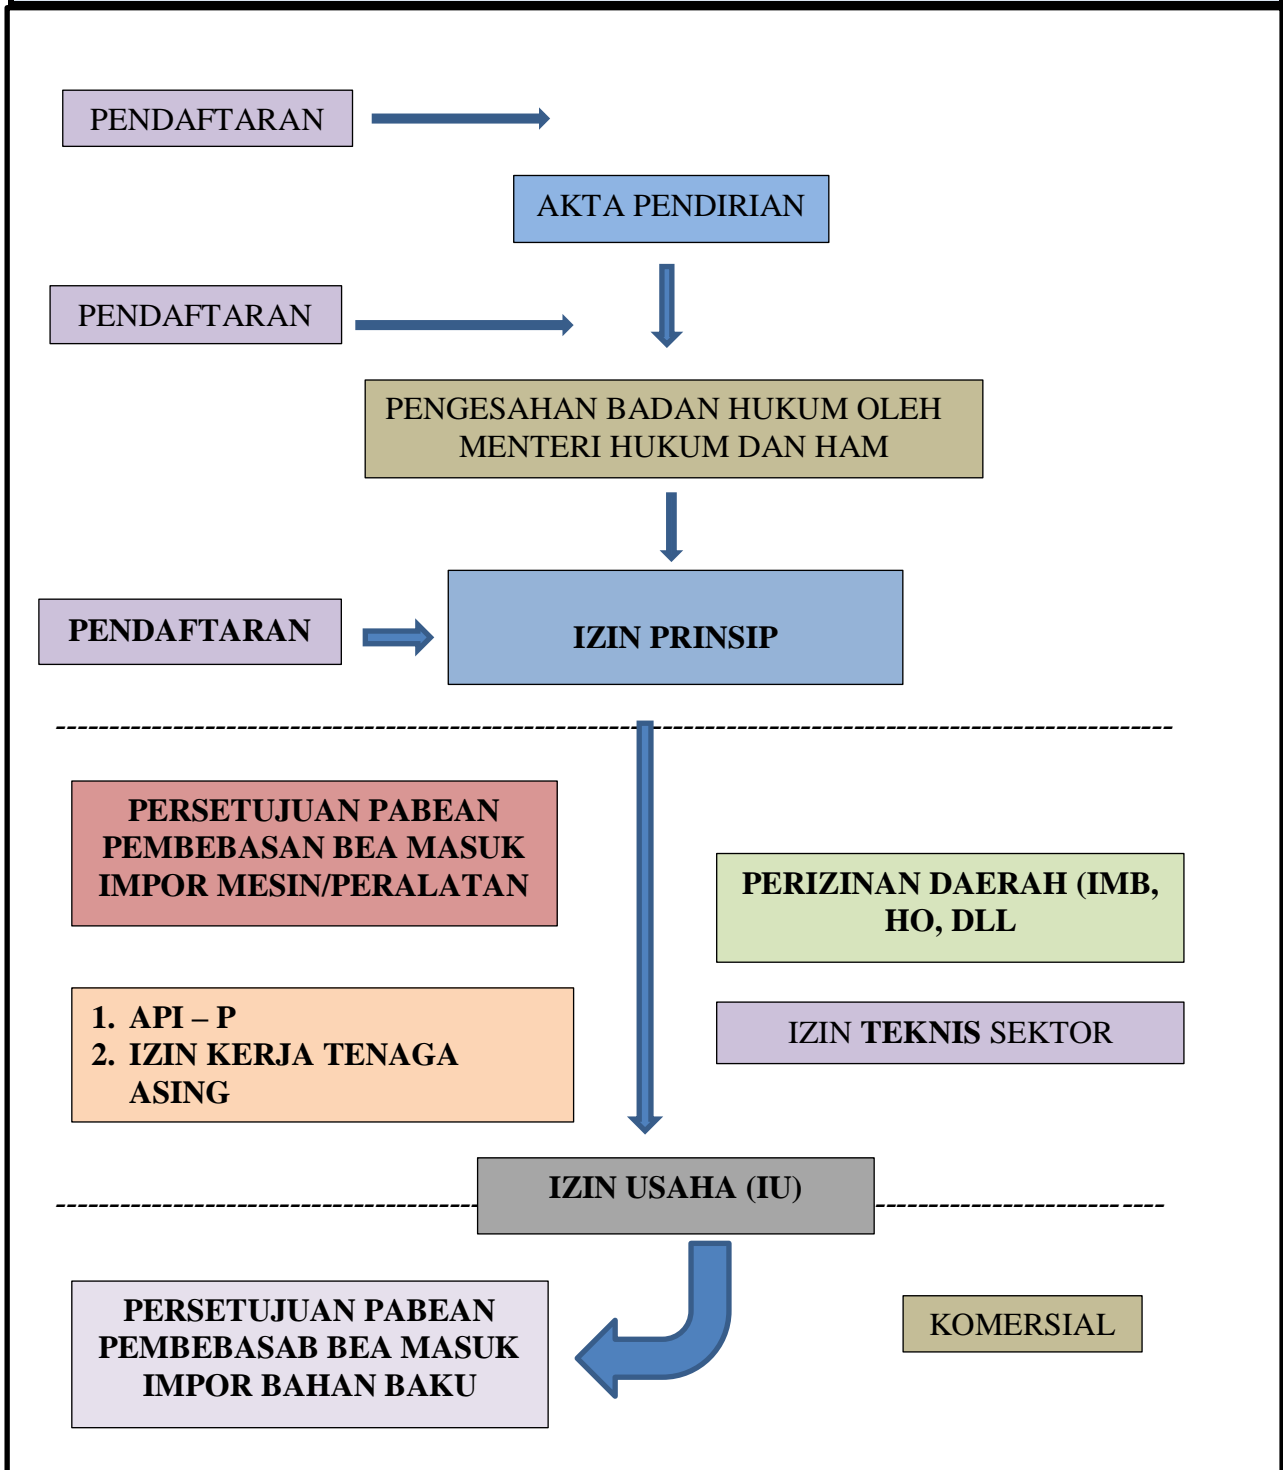 PENDAFTARAN
AKTA PENDIRIAN
PENDAFTARAN
PENGESAHAN BADAN HUKUM OLEH
MENTERI HUKUM DAN HAM
PENDAFTARAN
IZIN PRINSIP
PERSETUJUAN PABEAN
PEMBEBASAN BEA MASUK
IMPOR MESIN/PERALATAN
PERIZINAN DAERAH (IMB,
HO, DLL
1. API – P
2. IZIN KERJA TENAGA
ASING
IZIN TEKNIS SEKTOR
IZIN USAHA (IU)
PERSETUJUAN PABEAN
PEMBEBASAB BEA MASUK
IMPOR BAHAN BAKU
KOMERSIAL